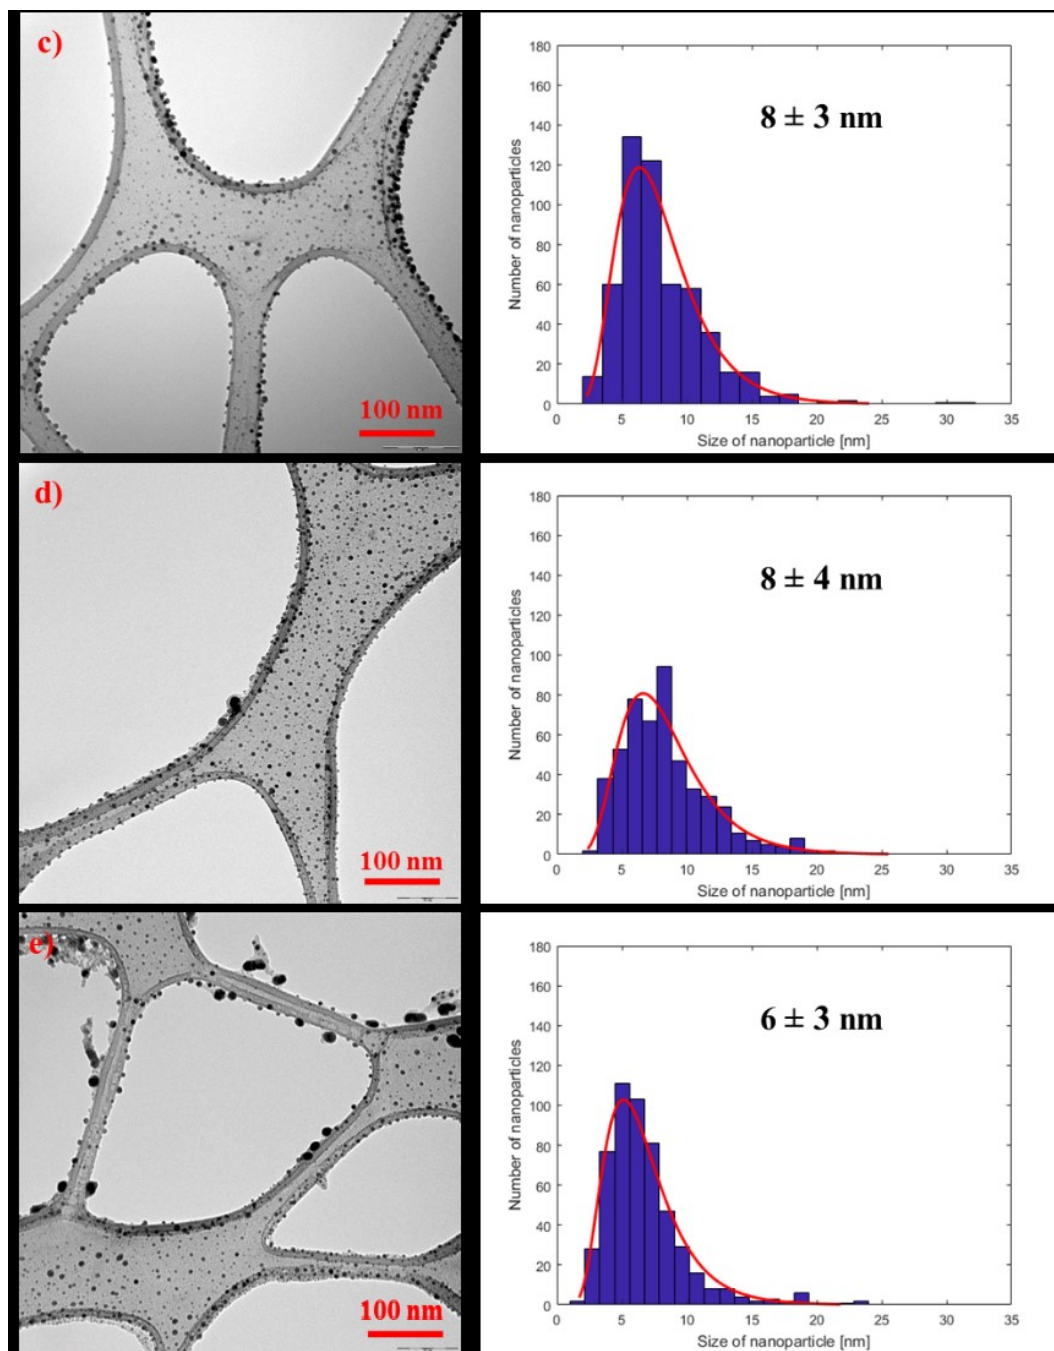 c)
100 nm
180
160
140
120
100
80
60
40
20
0
Number of nanoparticles
8 ± 3 nm
0 5 10 15 20 25 30 35
Size of nanoparticle [nm]
d)
100 nm
180
160
140
120
100
80
60
40
20
0
Number of nanoparticles
8 ± 4 nm
0 5 10 15 20 25 30 35
Size of nanoparticle [nm]
e)
100 nm
180
160
140
120
100
80
60
40
20
0
Number of nanoparticles
6 ± 3 nm
0 5 10 15 20 25 30 35
Size of nanoparticle [nm]